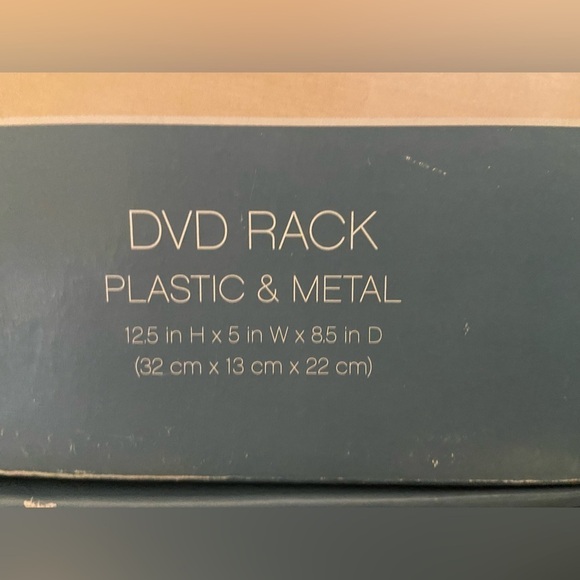 DVD RACK
PLASTIC & METAL
12.5 in H x 5 in W x 8.5 in D
(32 cm x 13 cm x 22 cm)